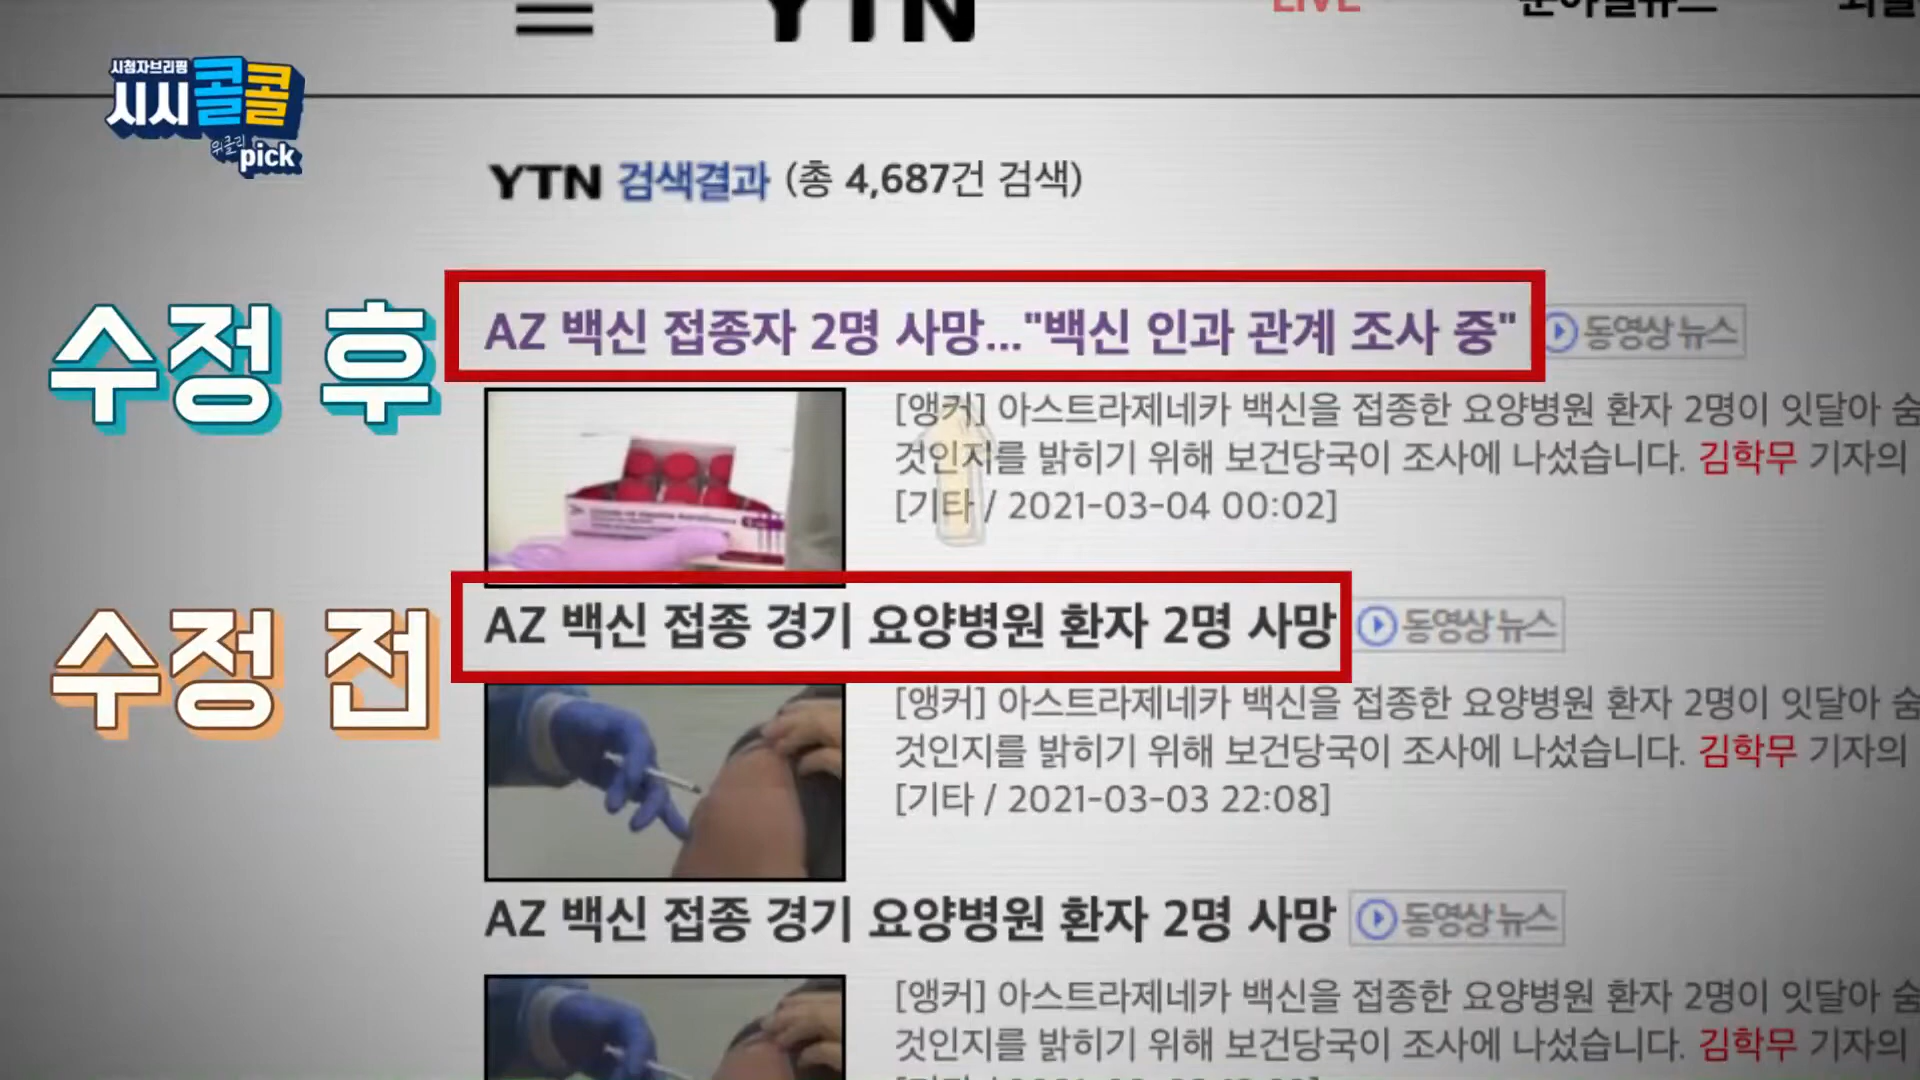 YTN
LIVE
시청자브리핑
시시콜콜
위클리
pick
YTN 검색결과 (총 4,687건 검색)
수정 후
AZ 백신 접종자 2명 사망..."백신 인과 관계 조사 중"
동영상 뉴스
[앵커] 아스트라제네카 백신을 접종한 요양병원 환자 2명이 잇달아 숨
것인지를 밝히기 위해 보건당국이 조사에 나섰습니다. 김학무 기자의
[기타 / 2021-03-04 00:02]
수정 전
AZ 백신 접종 경기 요양병원 환자 2명 사망
동영상 뉴스
[앵커] 아스트라제네카 백신을 접종한 요양병원 환자 2명이 잇달아 숨
것인지를 밝히기 위해 보건당국이 조사에 나섰습니다. 김학무 기자의
[기타 / 2021-03-03 22:08]
AZ 백신 접종 경기 요양병원 환자 2명 사망
동영상 뉴스
[앵커] 아스트라제네카 백신을 접종한 요양병원 환자 2명이 잇달아 숨
것인지를 밝히기 위해 보건당국이 조사에 나섰습니다. 김학무 기자의